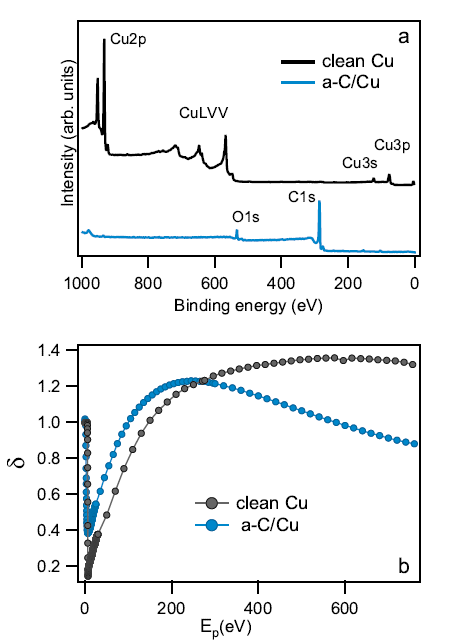 a
Cu2p
clean Cu
a-C/Cu
CuLVV
Cu3p
Cu3s
C1s
O1s
Intensity (arb. units)
1000 800 600 400 200 0
Binding energy (eV)
1.4
1.2
1.0
0.8
0.6
0.4
0.2
δ
clean Cu
a-C/Cu
b
0 200 400 600
Ep(eV)